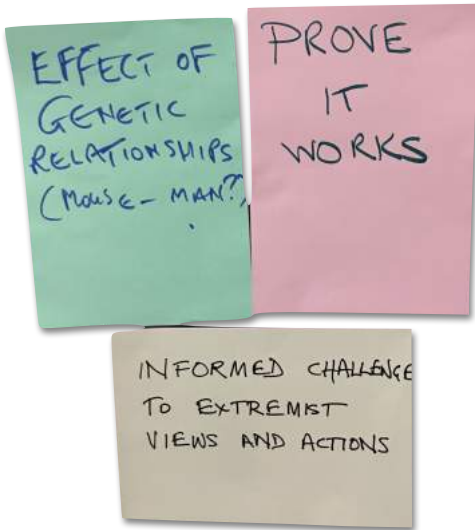 EFFECT OF
GENETIC
RELATIONSHIPS
(MOUSE - MAN?)
PROVE
IT
WORKS
INFORMED CHALLENGE
TO EXTREMIST
VIEWS AND ACTIONS